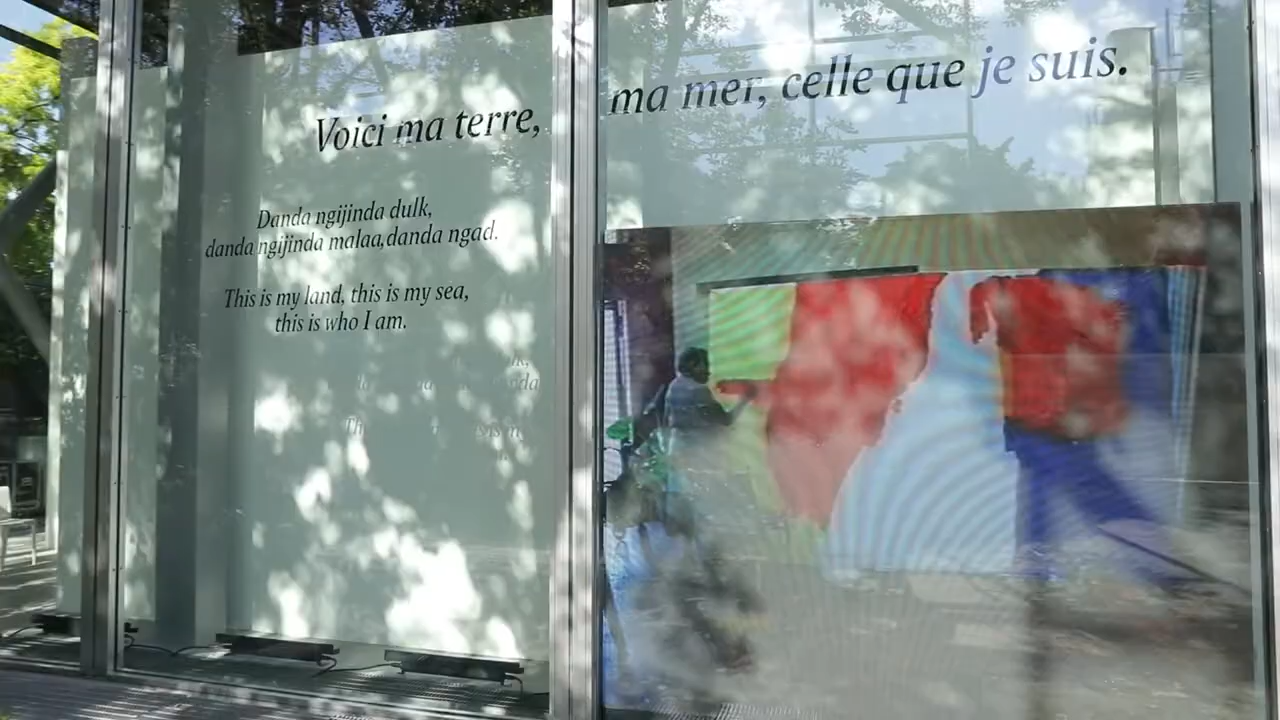 Voici ma terre, ma mer, celle que je suis.
Danda ngijinda dulk,
danda ngijinda malaa, danda ngad.
This is my land, this is my sea,
this is who I am.